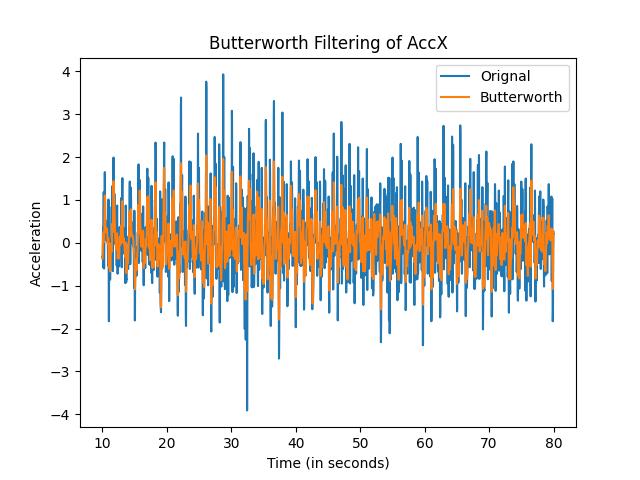 Butterworth Filtering of AccX
Orignal
Butterworth
4
3
2
1
0
−1
−2
−3
−4
Acceleration
10 20 30 40 50 60 70 80
Time (in seconds)